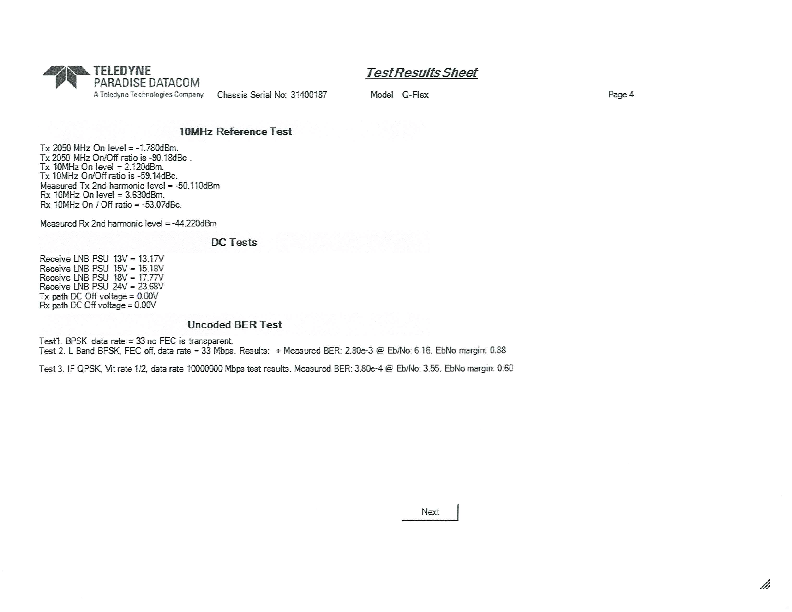 TELEDYNE
PARADISE DATACOM
A Teledyne Technologies Company
Test Results Sheet
Chassis Serial No: 31400187 Model Q-Flex Page 4
10MHz Reference Test
Tx 2050 MHz On level = -1.780dBm.
Tx 2050 MHz On/Off ratio is -90.18dBc .
Tx 10MHz On level = 2.120dBm.
Tx 10MHz On/Off ratio is -59.14dBc.
Measured Tx 2nd harmonic level = -50.110dBm
Rx 10MHz On level = 3.630dBm.
Rx 10MHz On / Off ratio = -53.07dBc.
Measured Rx 2nd harmonic level = -44.220dBm
DC Tests
Receive LNB PSU 13V = 13.17V
Receive LNB PSU 15V = 15.18V
Receive LNB PSU 18V = 17.77V
Receive LNB PSU 24V = 23.68V
Tx path DC Off voltage = 0.00V
Rx path DC Off voltage = 0.00V
Uncoded BER Test
Test1. BPSK data rate = 33 no FEC is transparent.
Test 2. L Band BPSK, FEC off, data rate = 33 Mbps. Results: + Measured BER: 2.80e-3 @ Eb/No: 6.16. EbNo margin: 0.38
Test 3. IF QPSK, Vit rate 1/2, data rate 10000000 Mbps test results. Measured BER: 3.80e-4 @ Eb/No: 3.55. EbNo margin: 0.60
Next